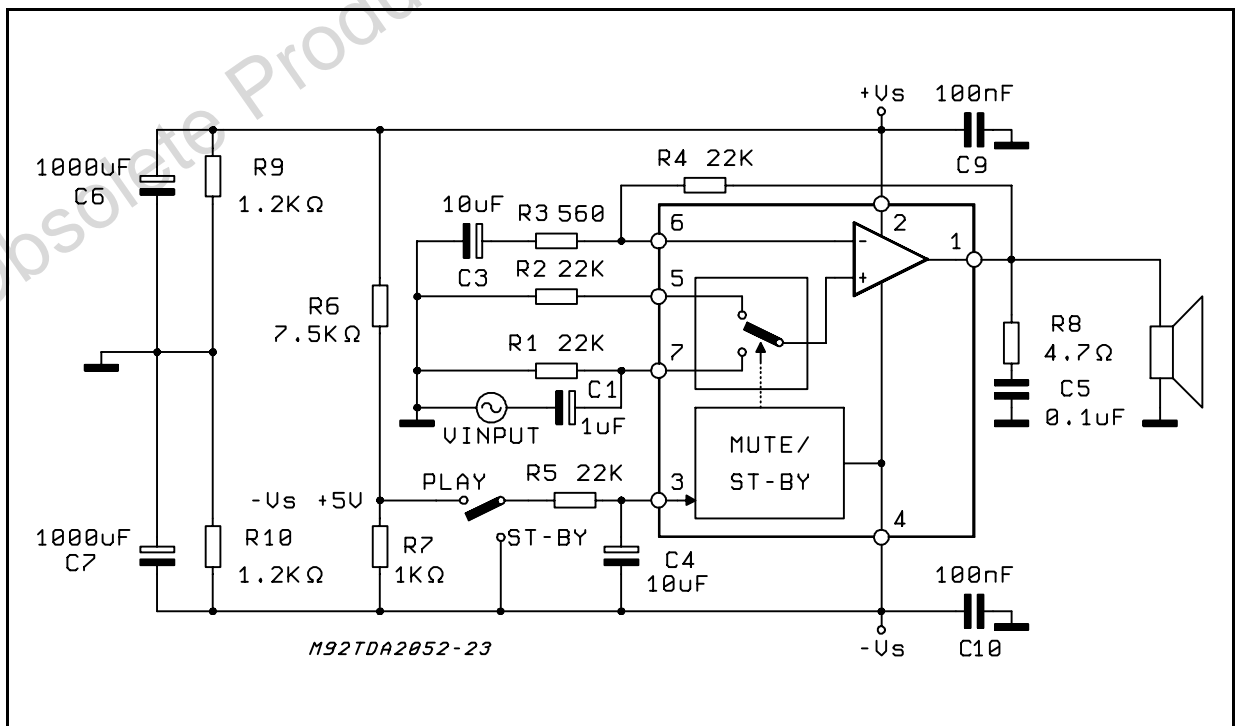 Obsolete Produ
+Vs
100nF
C9
1000uF
C6
R9
1.2KΩ
R4 22K
10uF
C3
R3 560
6
2
1
R2 22K
5
R6
7.5KΩ
R1 22K
7
C1
1uF
VINPUT
-
+
R8
4.7Ω
C5
0.1uF
MUTE/
ST-BY
PLAY
R5 22K
3
-Vs +5V
ST-BY
4
1000uF
C7
R10
1.2KΩ
R7
1KΩ
C4
10uF
100nF
C10
-Vs
M92TDA2052-23